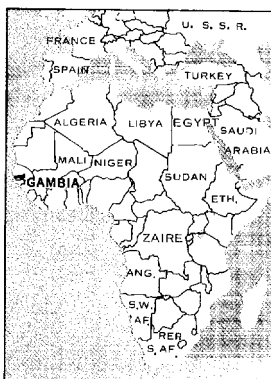 U. S. S. R.
FRANCE
SPAIN
TURKEY
ALGERIA
LIBYA
EGYPT
SAUDI
ARABIA
MALI
NIGER
GAMBIA
SUDAN
ETH.
ZAIRE
ANG.
S.W.
AF.
REP.
S. AF.